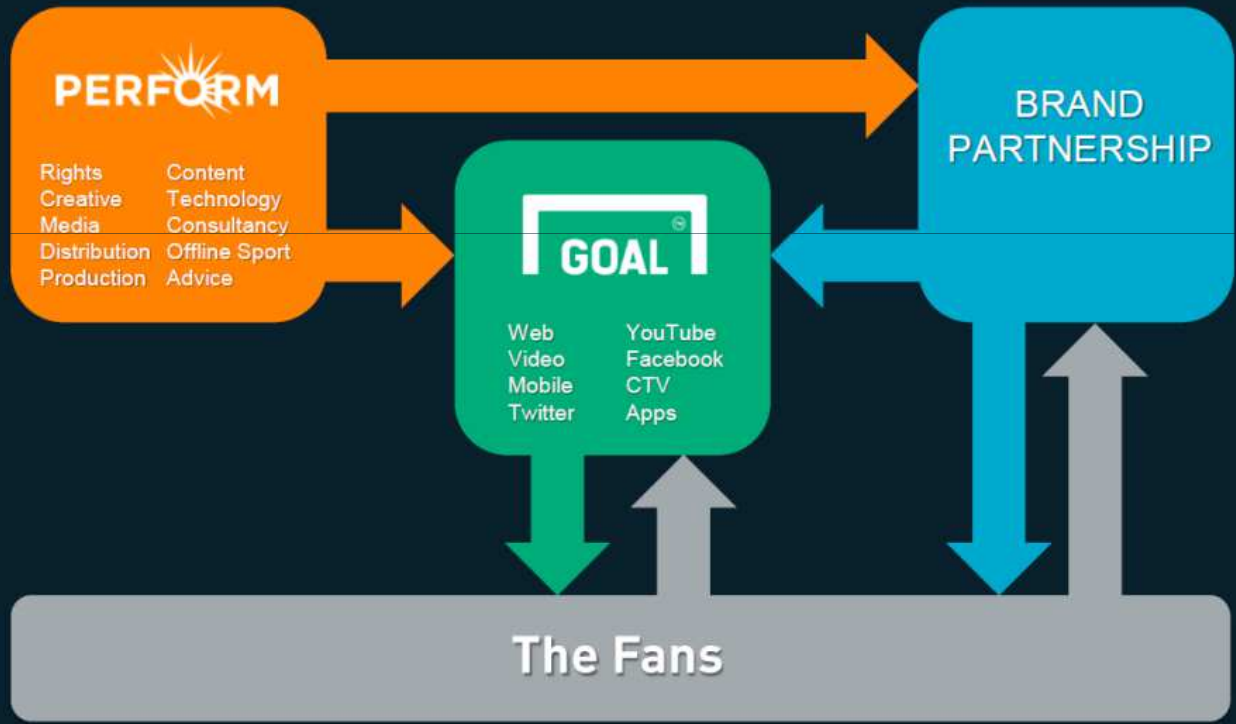 PERFORM
Rights Content
Creative Technology
Media Consultancy
Distribution Offline Sport
Production Advice
BRAND
PARTNERSHIP
GOAL
Web YouTube
Video Facebook
Mobile CTV
Twitter Apps
The Fans